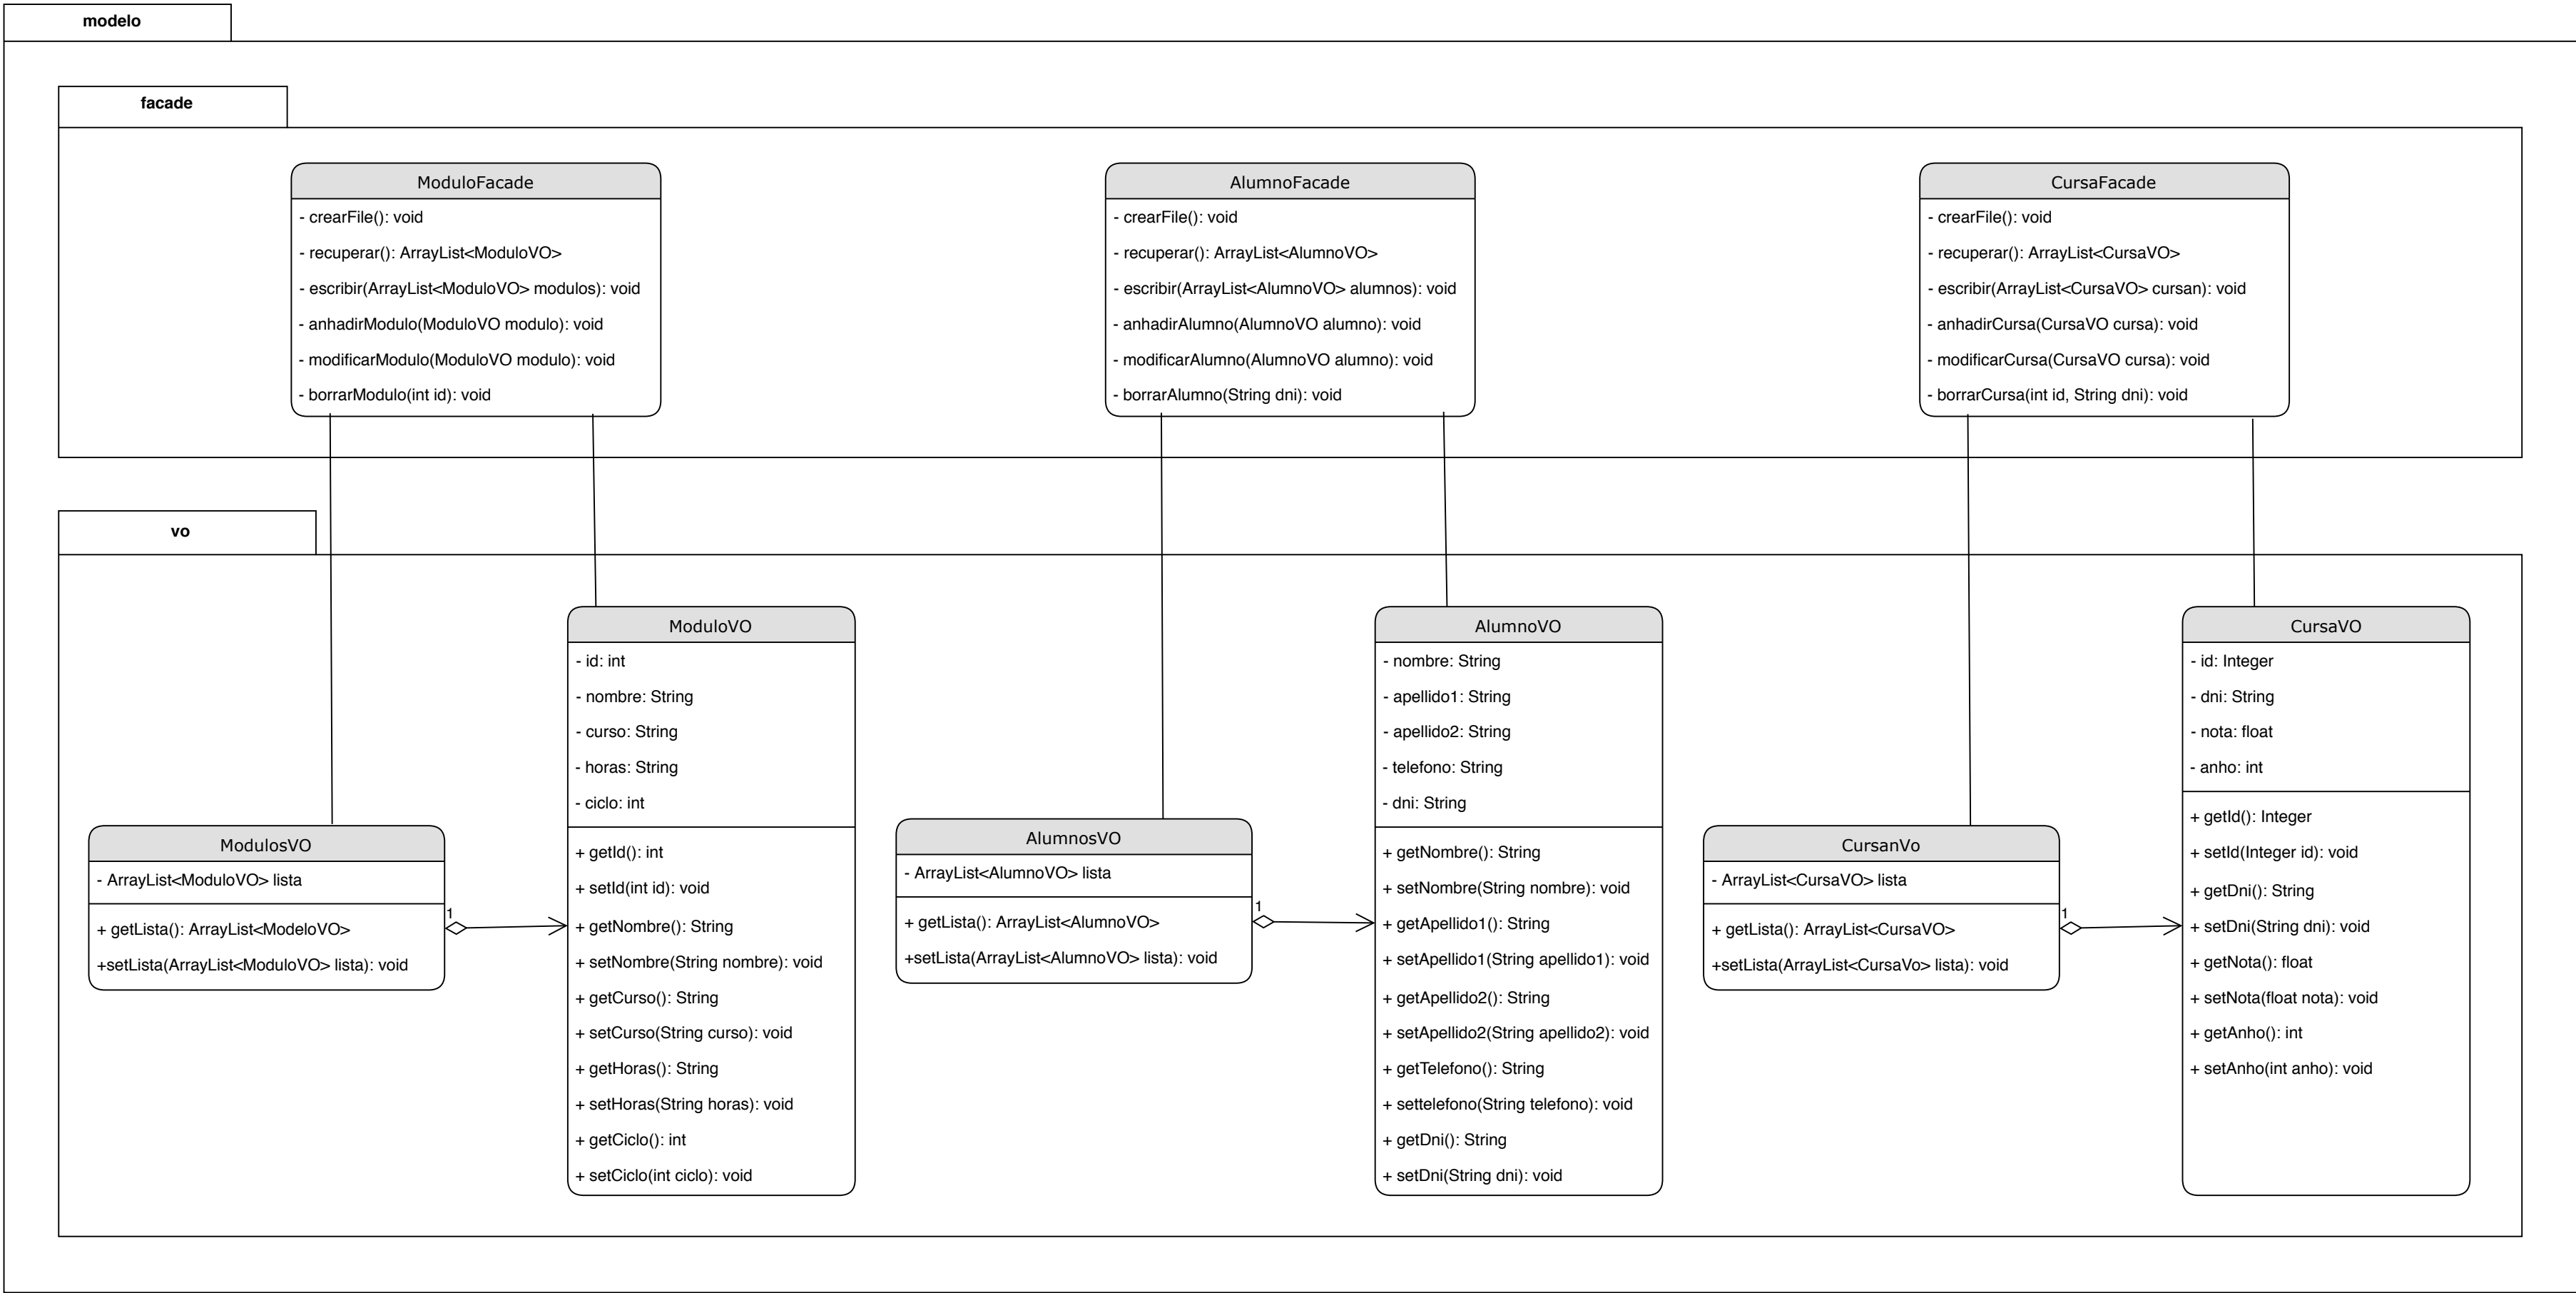 modelo
facade
ModuloFacade
- crearFile(): void
- recuperar(): ArrayList<ModuloVO>
- escribir(ArrayList<ModuloVO> modulos): void
- anhadirModulo(ModuloVO modulo): void
- modificarModulo(ModuloVO modulo): void
- borrarModulo(int id): void
AlumnoFacade
- crearFile(): void
- recuperar(): ArrayList<AlumnoVO>
- escribir(ArrayList<AlumnoVO> alumnos): void
- anhadirAlumno(AlumnoVO alumno): void
- modificarAlumno(AlumnoVO alumno): void
- borrarAlumno(String dni): void
CursaFacade
- crearFile(): void
- recuperar(): ArrayList<CursaVO>
- escribir(ArrayList<CursaVO> cursan): void
- anhadirCursa(CursaVO cursa): void
- modificarCursa(CursaVO cursa): void
- borrarCursa(int id, String dni): void
vo
ModulosVO
- ArrayList<ModuloVO> lista
+ getLista(): ArrayList<ModeloVO>
+setLista(ArrayList<ModuloVO> lista): void
1
ModuloVO
- id: int
- nombre: String
- curso: String
- horas: String
- ciclo: int
+ getId(): int
+ setId(int id): void
+ getNombre(): String
+ setNombre(String nombre): void
+ getCurso(): String
+ setCurso(String curso): void
+ getHoras(): String
+ setHoras(String horas): void
+ getCiclo(): int
+ setCiclo(int ciclo): void
AlumnosVO
- ArrayList<AlumnoVO> lista
+ getLista(): ArrayList<AlumnoVO>
+setLista(ArrayList<AlumnoVO> lista): void
1
AlumnoVO
- nombre: String
- apellido1: String
- apellido2: String
- telefono: String
- dni: String
+ getNombre(): String
+ setNombre(String nombre): void
+ getApellido1(): String
+ setApellido1(String apellido1): void
+ getApellido2(): String
+ setApellido2(String apellido2): void
+ getTelefono(): String
+ settelefono(String telefono): void
+ getDni(): String
+ setDni(String dni): void
CursanVo
- ArrayList<CursaVO> lista
+ getLista(): ArrayList<CursaVO>
+setLista(ArrayList<CursaVo> lista): void
1
CursaVO
- id: Integer
- dni: String
- nota: float
- anho: int
+ getId(): Integer
+ setId(Integer id): void
+ getDni(): String
+ setDni(String dni): void
+ getNota(): float
+ setNota(float nota): void
+ getAnho(): int
+ setAnho(int anho): void